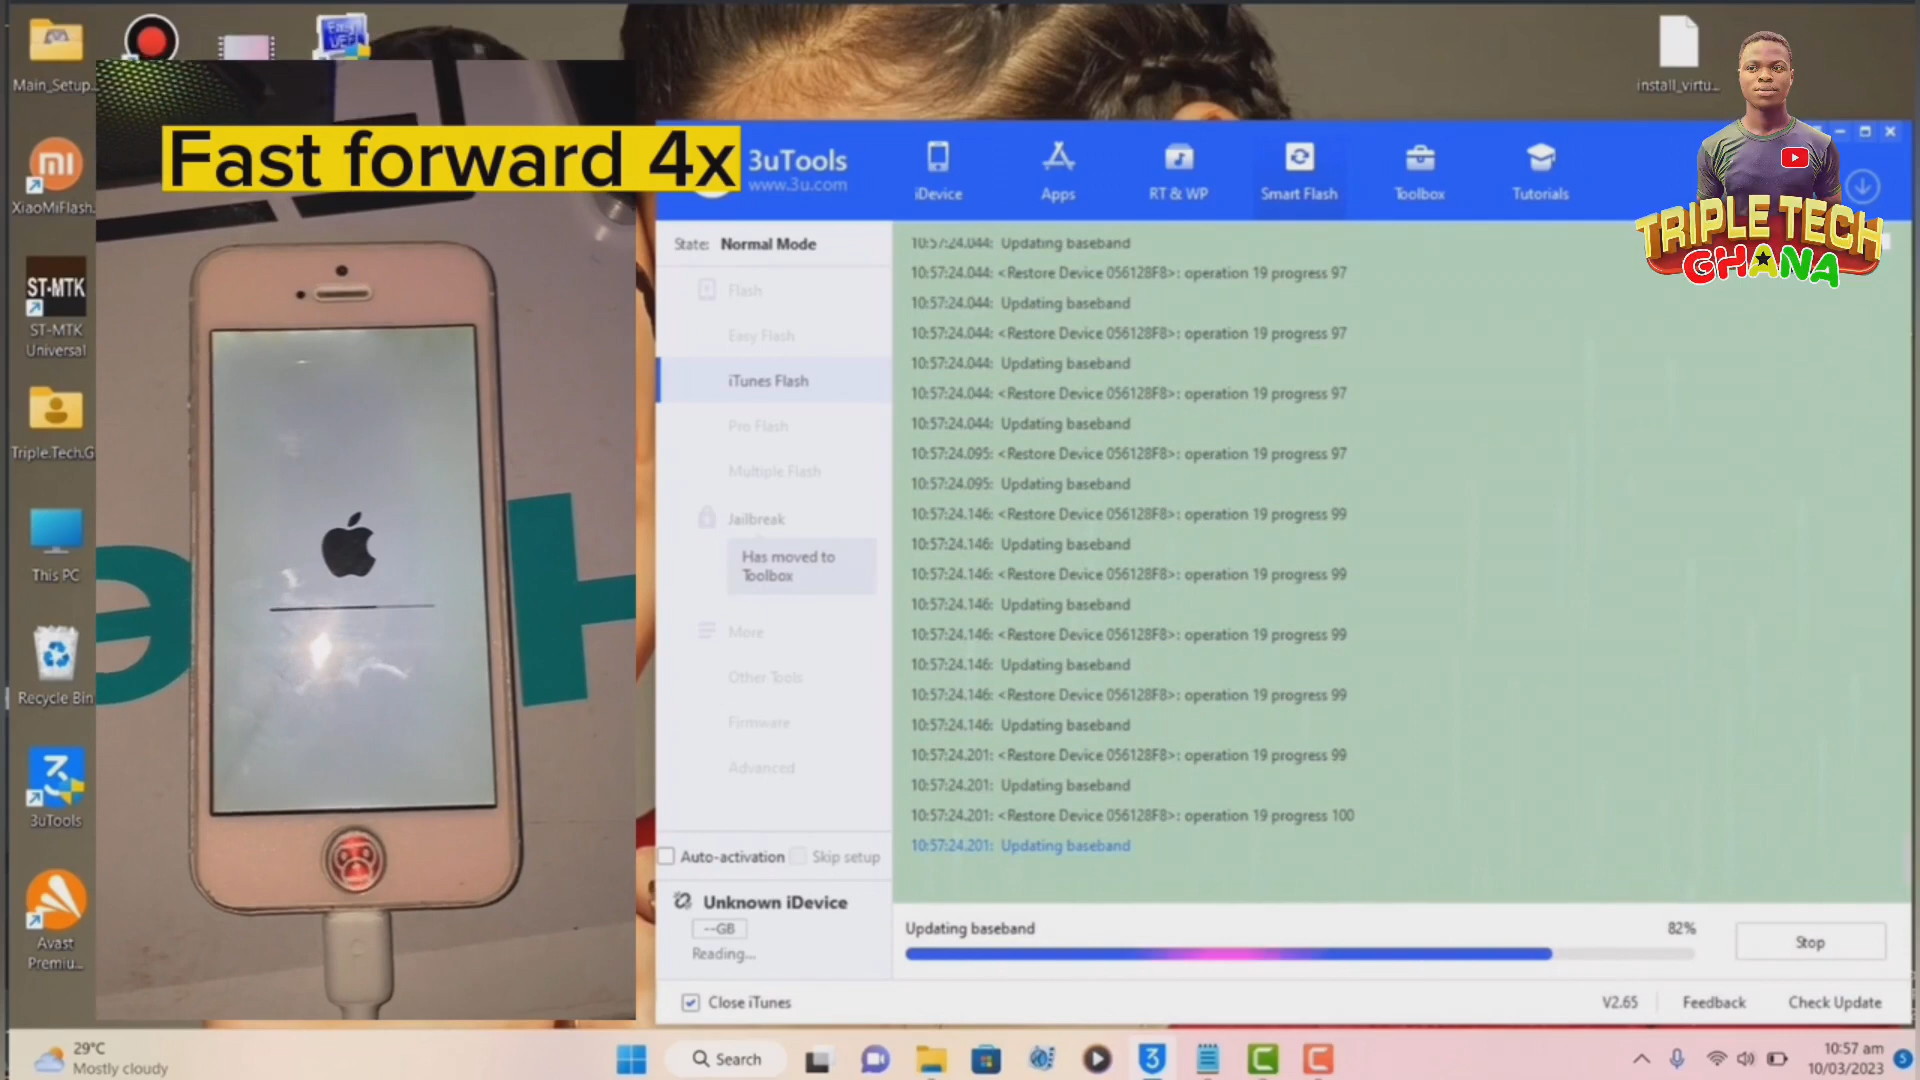 Main_Setup...
install_virtu...
Fast forward 4x
XiaoMiFlash.
ST-MTK
ST-MTK
Universal
Triple.Tech.G
This PC
Recycle Bin
3uTools
Avast
Premiu...
3uTools
www.3u.com
iDevice
Apps
RT & WP
Smart Flash
Toolbox
Tutorials
TRIPLE TECH
GHANA
State: Normal Mode
Flash
Easy Flash
iTunes Flash
Pro Flash
Multiple Flash
Jailbreak
Has moved to
Toolbox
More
Other Tools
Firmware
Advanced
Auto-activation
Skip setup
Unknown iDevice
--GB
Reading...
10:57:24.044: Updating baseband
10:57:24.044: <Restore Device 056128F8>: operation 19 progress 97
10:57:24.044: Updating baseband
10:57:24.044: <Restore Device 056128F8>: operation 19 progress 97
10:57:24.044: Updating baseband
10:57:24.044: <Restore Device 056128F8>: operation 19 progress 97
10:57:24.044: Updating baseband
10:57:24.095: <Restore Device 056128F8>: operation 19 progress 97
10:57:24.095: Updating baseband
10:57:24.146: <Restore Device 056128F8>: operation 19 progress 99
10:57:24.146: Updating baseband
10:57:24.146: <Restore Device 056128F8>: operation 19 progress 99
10:57:24.146: Updating baseband
10:57:24.146: <Restore Device 056128F8>: operation 19 progress 99
10:57:24.146: Updating baseband
10:57:24.146: <Restore Device 056128F8>: operation 19 progress 99
10:57:24.146: Updating baseband
10:57:24.201: <Restore Device 056128F8>: operation 19 progress 99
10:57:24.201: Updating baseband
10:57:24.201: <Restore Device 056128F8>: operation 19 progress 100
10:57:24.201: Updating baseband
Updating baseband
82%
Stop
Close iTunes
V2.65
Feedback
Check Update
29°C
Mostly cloudy
Search
10:57 am
10/03/2023
5